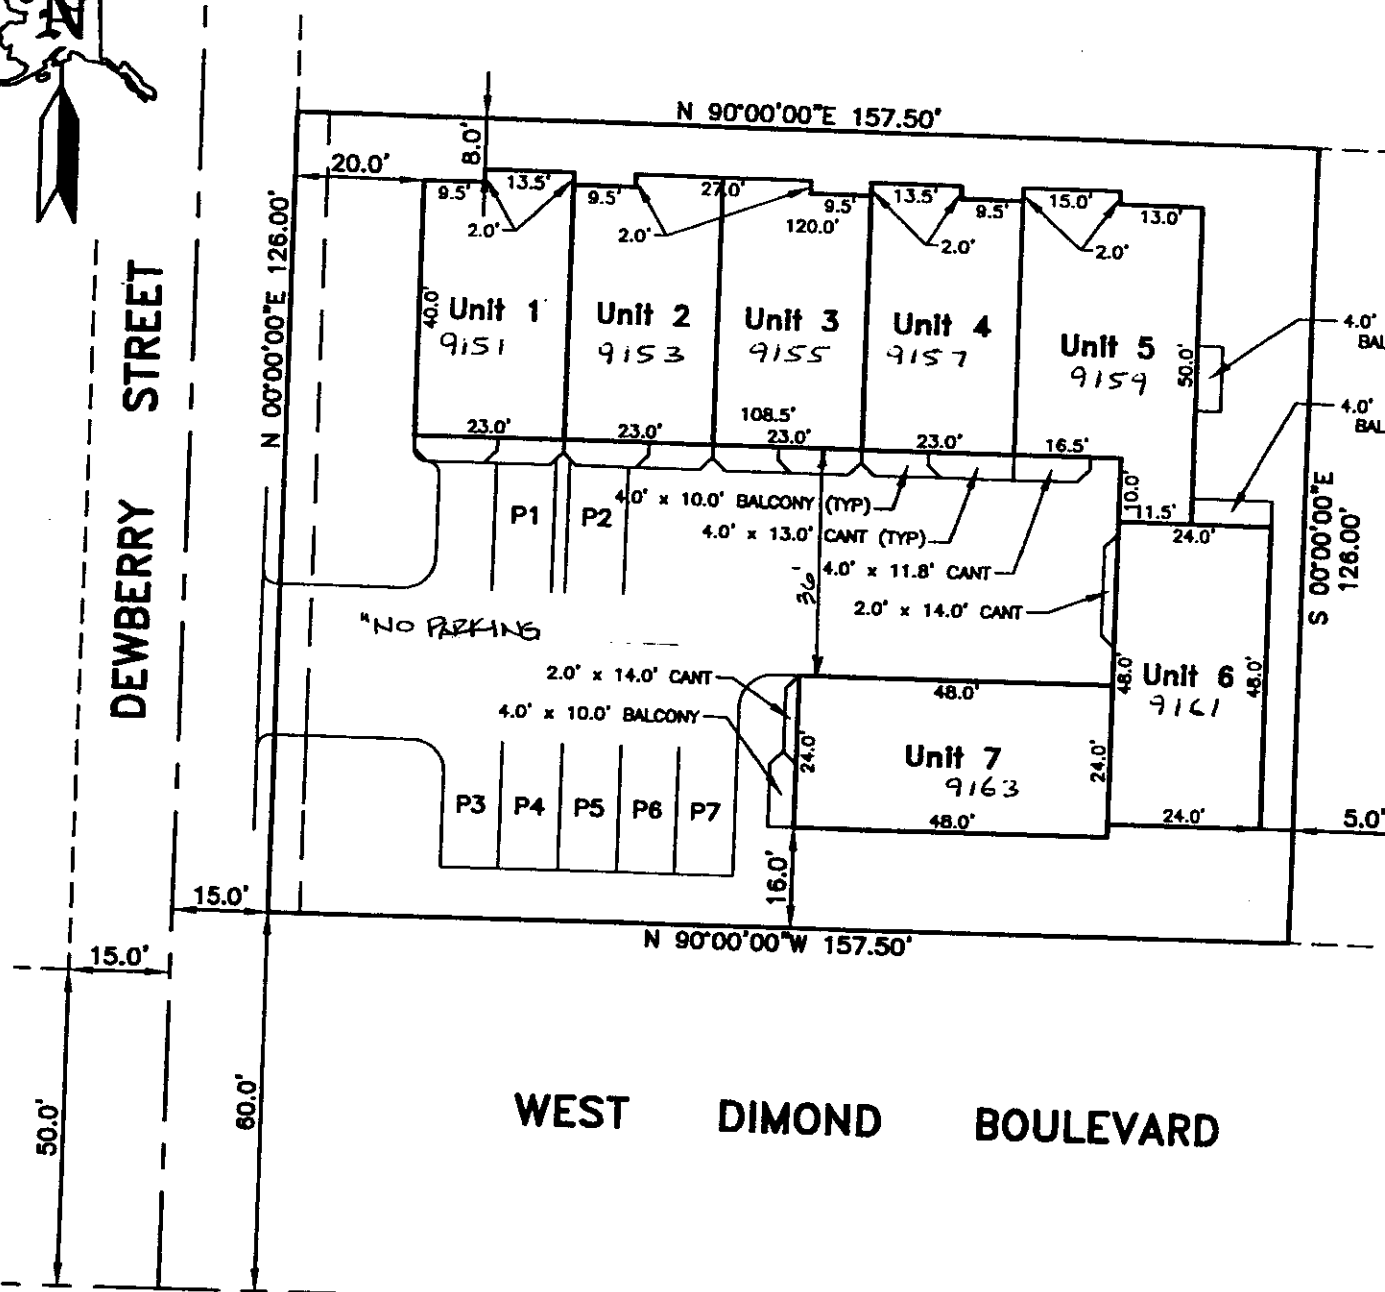 N
N 90°00'00"E 157.50'
8.0'
20.0'
9.5' 13.5' 9.5' 27.0' 9.5' 13.5' 9.5' 15.0' 13.0'
2.0' 2.0' 120.0' 2.0' 2.0'
N 00°00'00"E 126.00'
DEWBERRY STREET
40.0'
Unit 1
9151
Unit 2
9153
Unit 3
9155
Unit 4
9157
Unit 5
9159
50.0'
4.0'
BAL
4.0'
BAL
108.5'
23.0' 23.0' 23.0' 23.0' 16.5'
10.0'
11.5'
24.0'
S 00°00'00"E
126.00'
P1 P2
4.0' x 10.0' BALCONY (TYP)
4.0' x 13.0' CANT (TYP)
4.0' x 11.8' CANT
2.0' x 14.0' CANT
36
"NO PARKING
2.0' x 14.0' CANT
4.0' x 10.0' BALCONY
48.0'
48.0'
Unit 6
9161
48.0'
24.0'
Unit 7
9163
24.0'
48.0'
24.0'
5.0'
P3 P4 P5 P6 P7
16.0'
15.0'
15.0'
N 90°00'00"W 157.50'
50.0'
60.0'
WEST DIMOND BOULEVARD